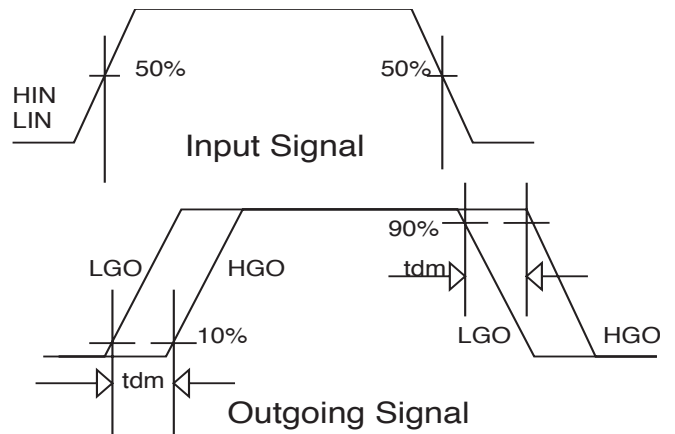 50%
50%
HIN
LIN
Input Signal
90%
LGO
HGO
tdm
10%
LGO
HGO
tdm
Outgoing Signal